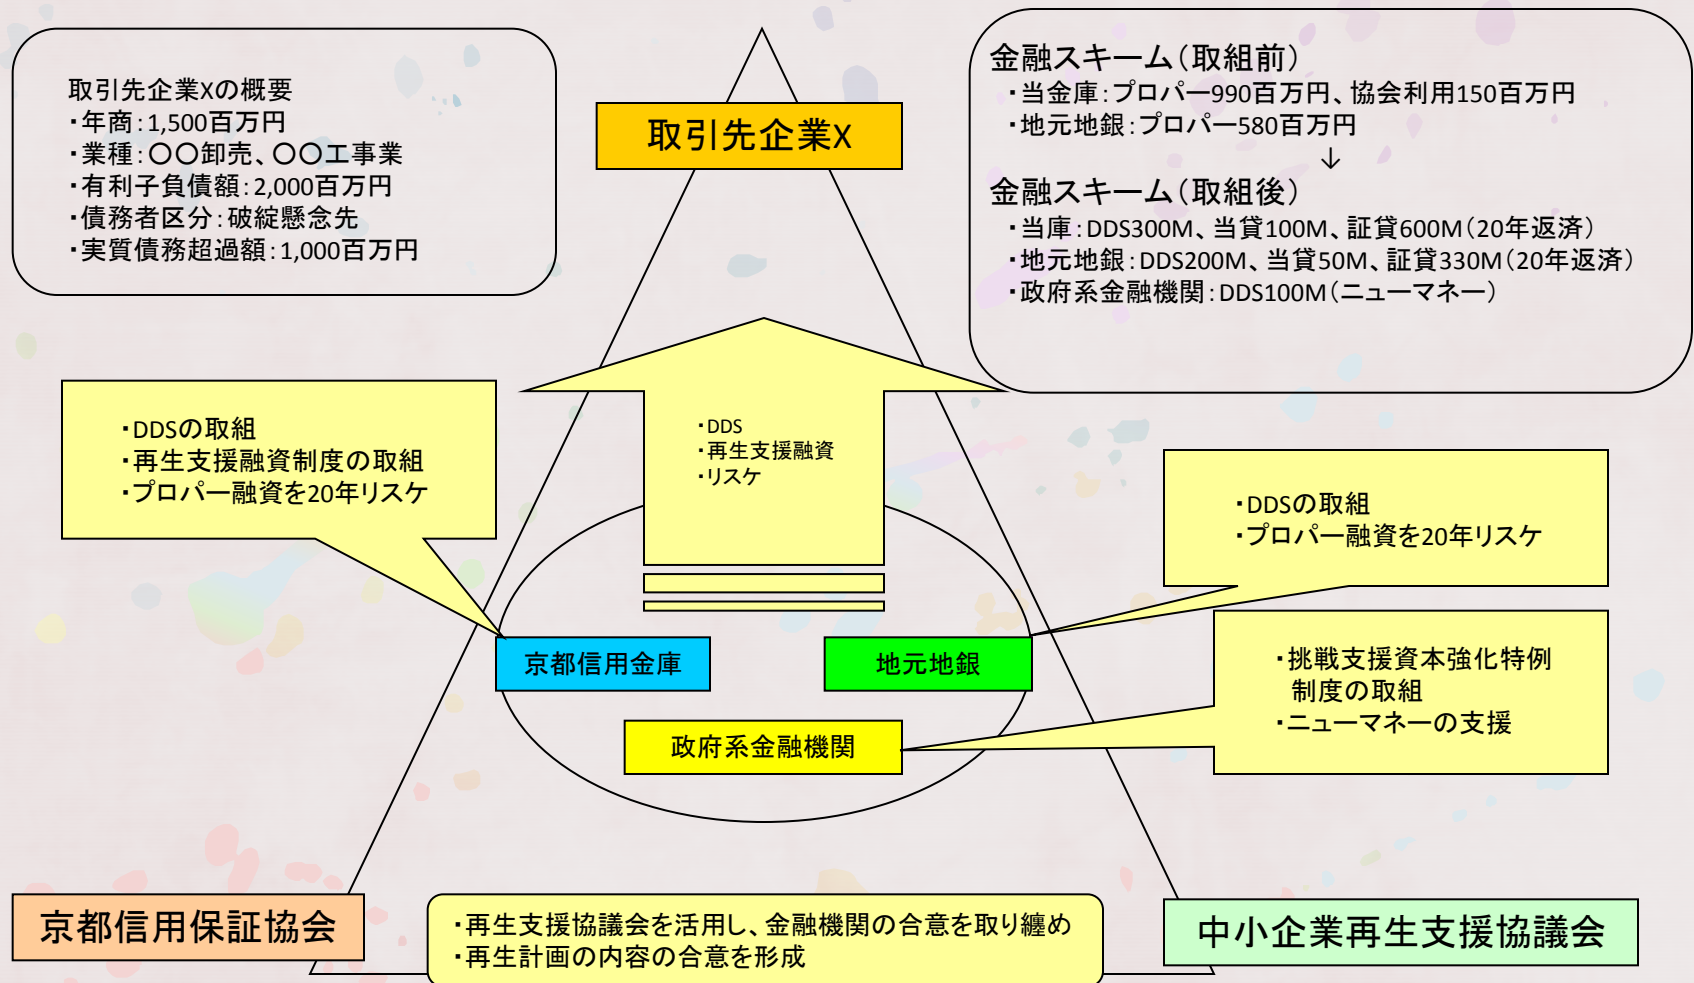 取引先企業Xの概要
・年商：1,500百万円
・業種：〇〇卸売、〇〇工事業
・有利子負債額：2,000百万円
・債務者区分：破綻懸念先
・実質債務超過額：1,000百万円
取引先企業X
金融スキーム（取組前）
・当金庫：プロパー990百万円、協会利用150百万円
・地元地銀：プロパー580百万円
↓
金融スキーム（取組後）
・当庫：DDS300M、当貸100M、証貸600M（20年返済）
・地元地銀：DDS200M、当貸50M、証貸330M（20年返済）
・政府系金融機関：DDS100M（ニューマネー）
・DDSの取組
・再生支援融資制度の取組
・プロパー融資を20年リスケ
・DDS
・再生支援融資
・リスケ
・DDSの取組
・プロパー融資を20年リスケ
京都信用金庫
地元地銀
政府系金融機関
・挑戦支援資本強化特例
制度の取組
・ニューマネーの支援
京都信用保証協会
・再生支援協議会を活用し、金融機関の合意を取り纏め
・再生計画の内容の合意を形成
中小企業再生支援協議会